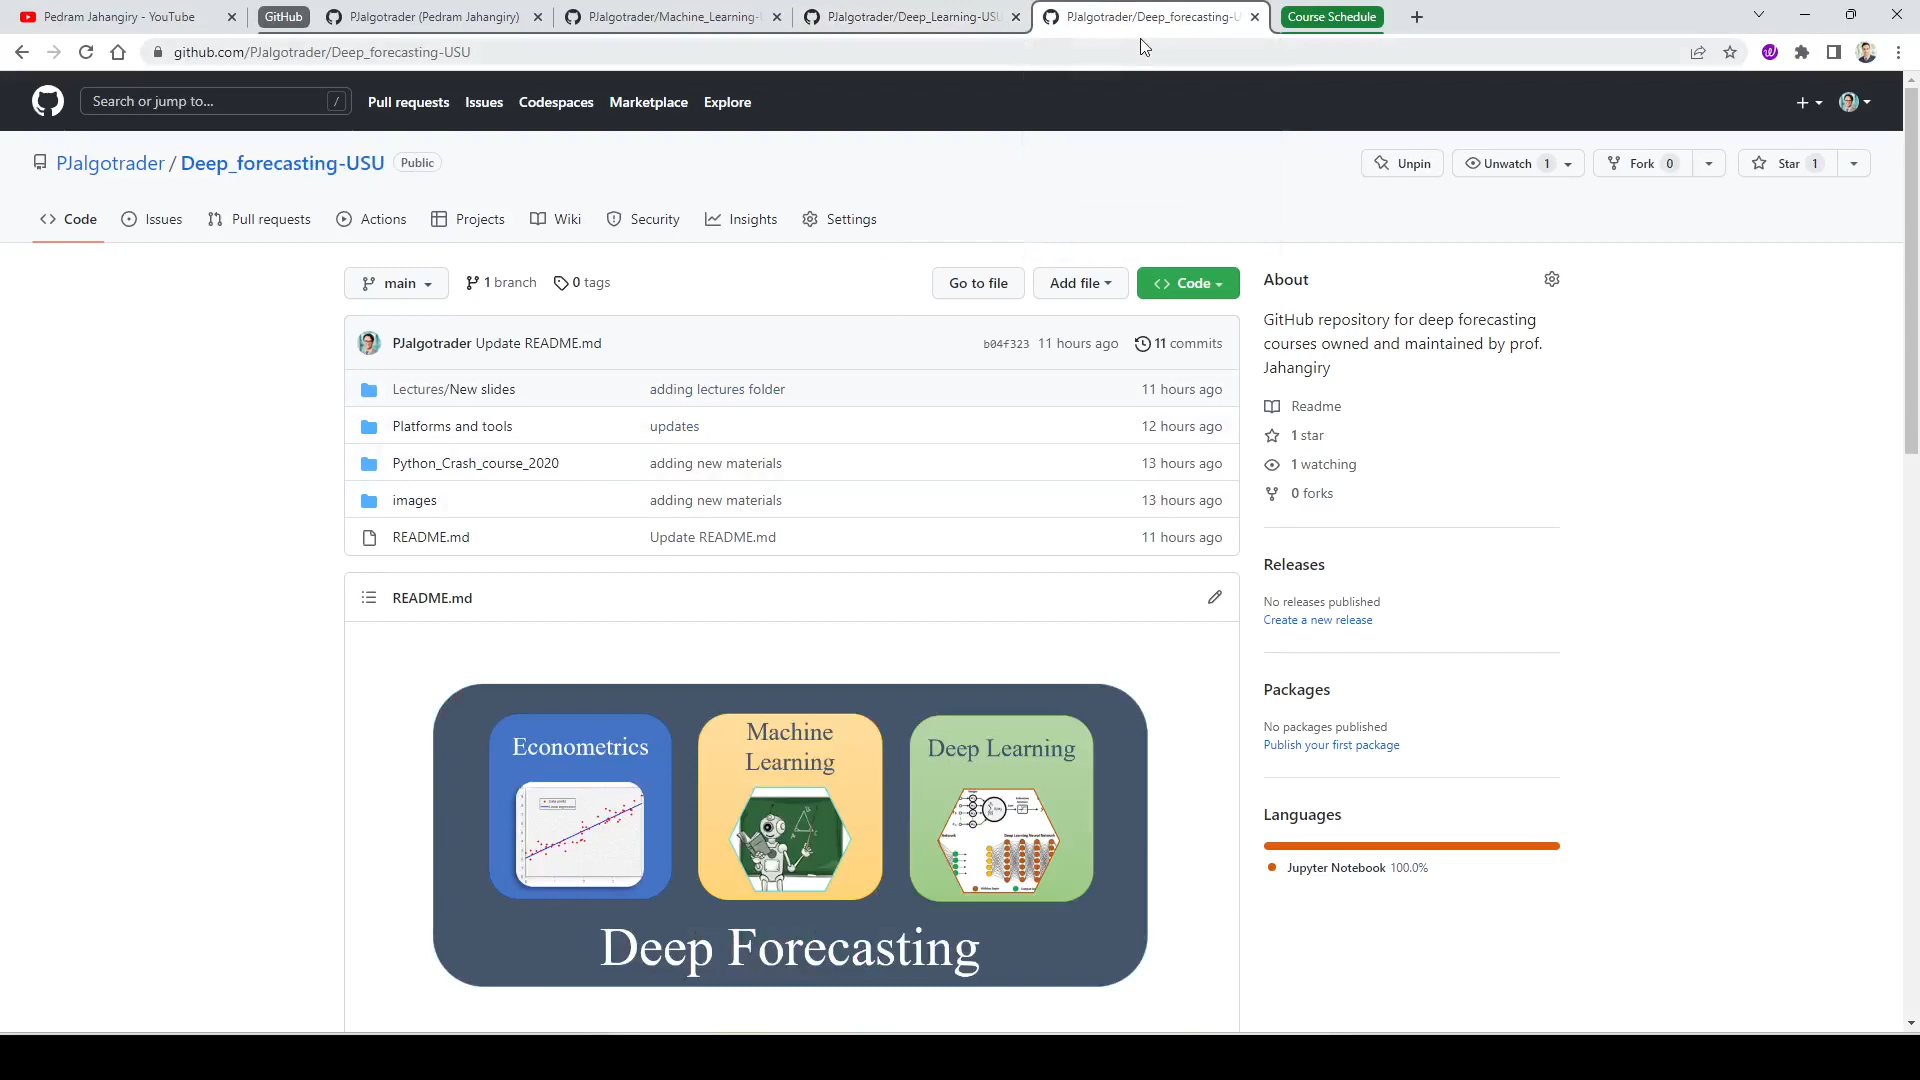 Pedram Jahangiry - YouTube
GitHub
PJalgotrader (Pedram Jahangiry)
PJalgotrader/Machine_Learning-
PJalgotrader/Deep_Learning-USU
PJalgotrader/Deep_forecasting-U
Course Schedule
github.com/PJalgotrader/Deep_forecasting-USU
Search or jump to...
/
Pull requests
Issues
Codespaces
Marketplace
Explore
PJalgotrader / Deep_forecasting-USU
Public
Unpin
Unwatch 1
Fork 0
Star 1
Code
Issues
Pull requests
Actions
Projects
Wiki
Security
Insights
Settings
main
1 branch
0 tags
Go to file
Add file
Code
PJalgotrader Update README.md
b04f323 11 hours ago
11 commits
Lectures/New slides
adding lectures folder
11 hours ago
Platforms and tools
updates
12 hours ago
Python_Crash_course_2020
adding new materials
13 hours ago
images
adding new materials
13 hours ago
README.md
Update README.md
11 hours ago
README.md
Econometrics
Machine
Learning
Deep Learning
Deep Forecasting
About
GitHub repository for deep forecasting
courses owned and maintained by prof.
Jahangiry
Readme
1 star
1 watching
0 forks
Releases
No releases published
Create a new release
Packages
No packages published
Publish your first package
Languages
Jupyter Notebook 100.0%